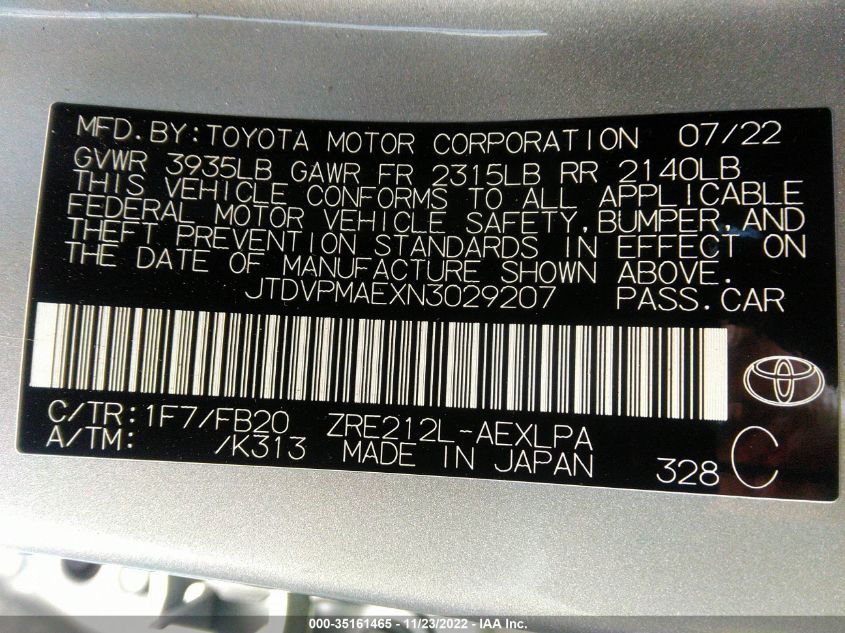 MFD.BY:TOYOTA MOTOR CORPORATION 07/22
GVWR 3935LB GAWR FR 2315LB RR 2140LB
THIS VEHICLE CONFORMS TO ALL APPLICABLE
FEDERAL MOTOR VEHICLE SAFETY,BUMPER,AND
THEFT PREVENTION STANDARDS IN EFFECT ON
THE DATE OF MANUFACTURE SHOWN ABOVE.
JTDVPMAEXN3029207 PASS.CAR
C/TR:1F7/FB20 ZRE212L-AEXLPA
A/TM: /K313 MADE IN JAPAN 328 C
000-35161465 - 11/23/2022 - IAA Inc.